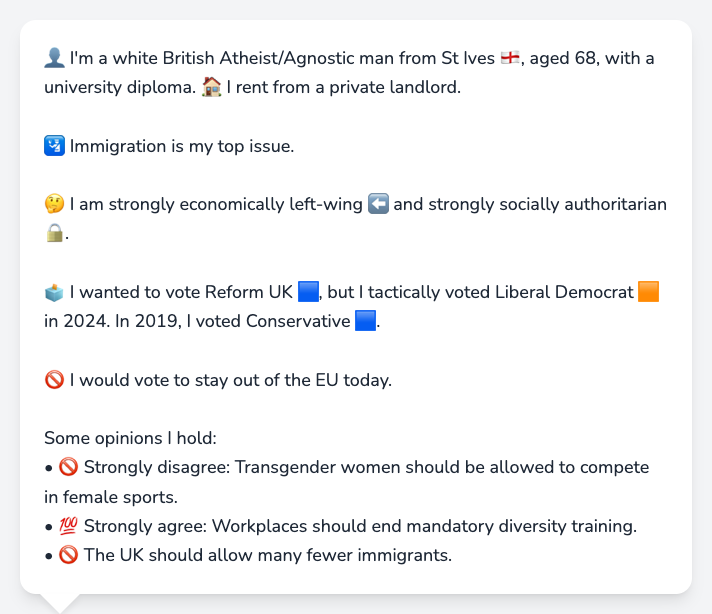 👤 I'm a white British Atheist/Agnostic man from St Ives 🏴󠁧󠁢󠁥󠁮󠁧󠁿, aged 68, with a
university diploma. 🏠 I rent from a private landlord.
🛂 Immigration is my top issue.
🤔 I am strongly economically left-wing ⬅️ and strongly socially authoritarian
🔒.
🗳️ I wanted to vote Reform UK 🟦, but I tactically voted Liberal Democrat 🟧
in 2024. In 2019, I voted Conservative 🟦.
🚫 I would vote to stay out of the EU today.
Some opinions I hold:
• 🚫 Strongly disagree: Transgender women should be allowed to compete
in female sports.
• 💯 Strongly agree: Workplaces should end mandatory diversity training.
• 🚫 The UK should allow many fewer immigrants.